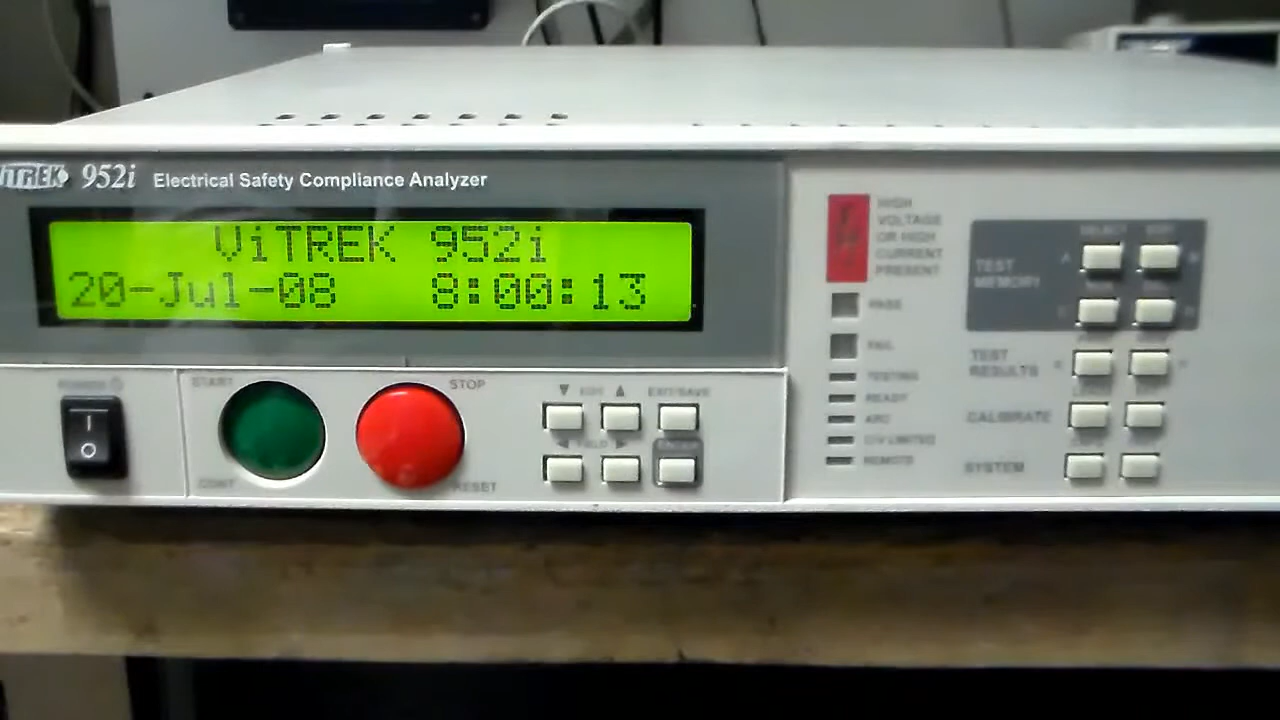 ViTREK 952i Electrical Safety Compliance Analyzer
ViTREK 952i
20-Jul-08 8:00:13
POWER
START
CONT
STOP
RESET
▼ EDIT ▲
EXIT/SAVE
◀ FIELD ▶
HIGH
VOLTAGE
OR HIGH
CURRENT
PRESENT
PASS
FAIL
TESTING
READY
ARC
C/V LIMITED
REMOTE
SELECT EDIT
A
TEST
MEMORY
TEST
RESULTS
CALIBRATE
SYSTEM